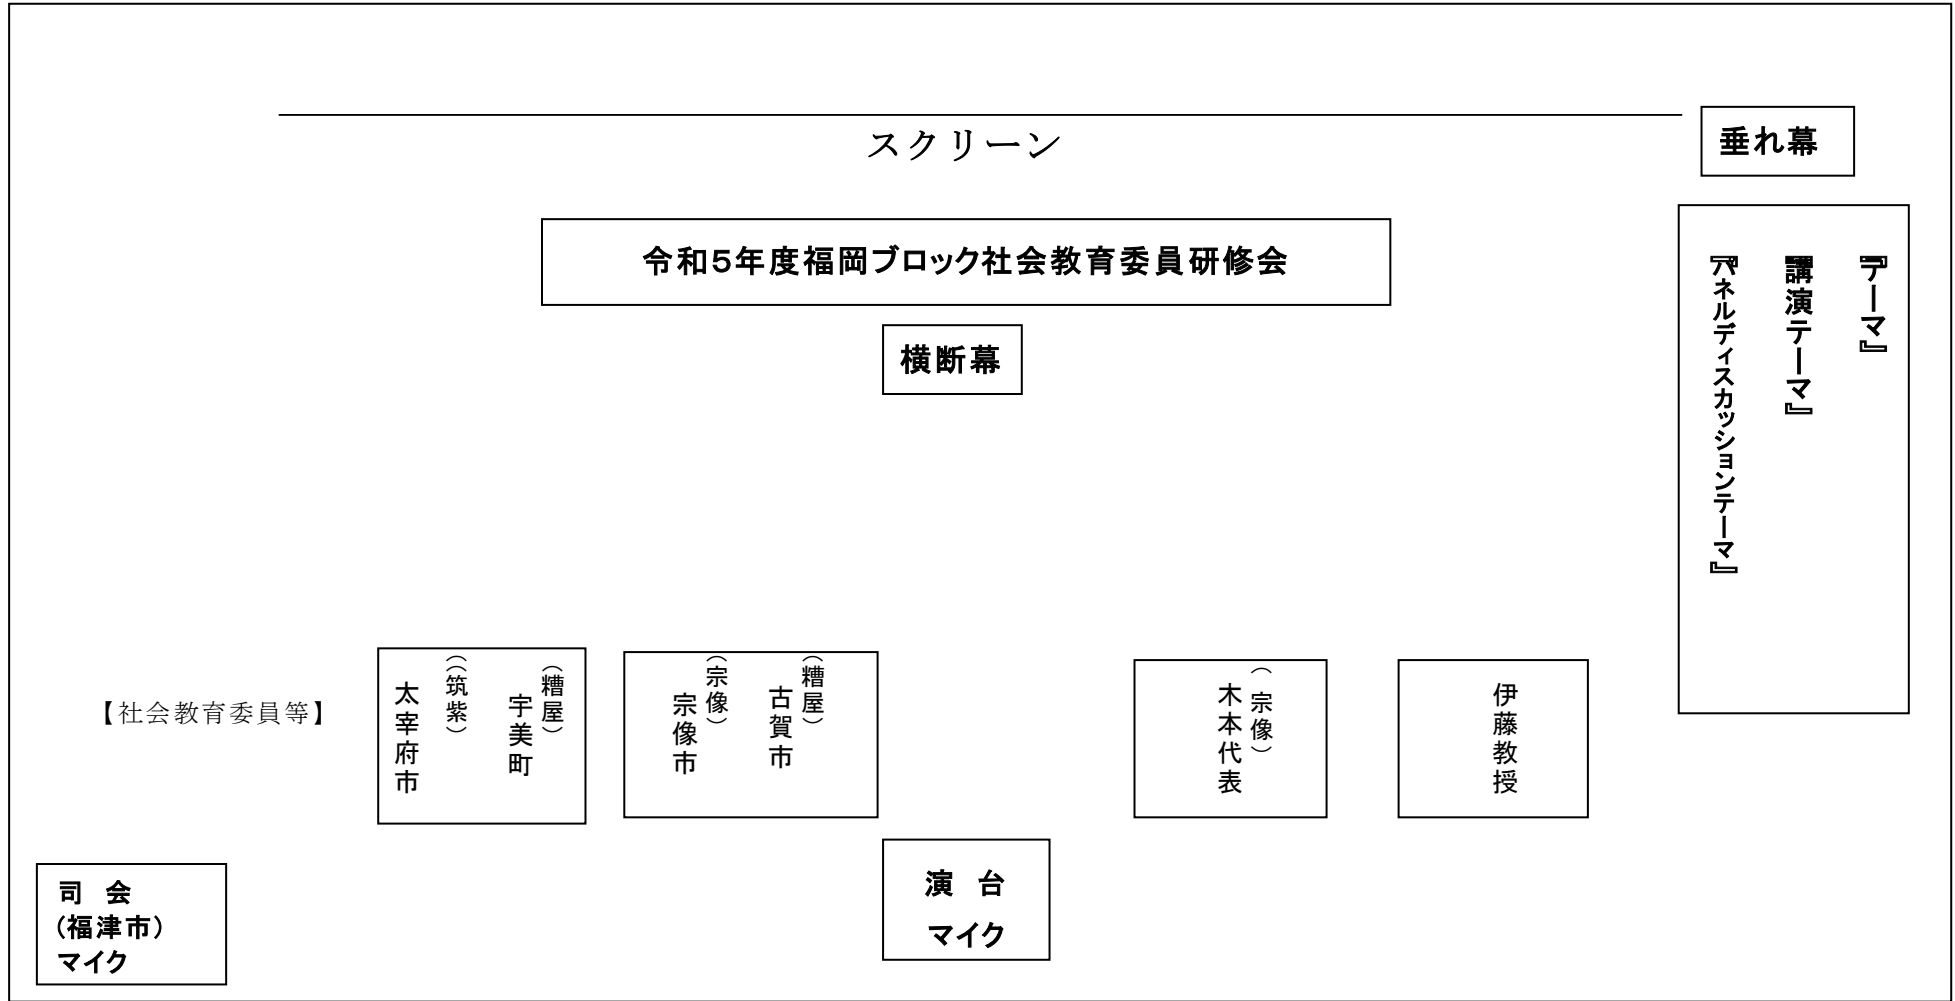 スクリーン
垂れ幕
令和5年度福岡ブロック社会教育委員研修会
横断幕
『テーマ』
『講演テーマ』
『パネルディスカッションテーマ』
【社会教育委員等】
（糟屋）
宇美町
（（筑紫）
太宰府市
（糟屋）
古賀市
（宗像）
宗像市
（宗像）
木本代表
伊藤教授
司　会
（福津市）
マイク
演　台
マイク